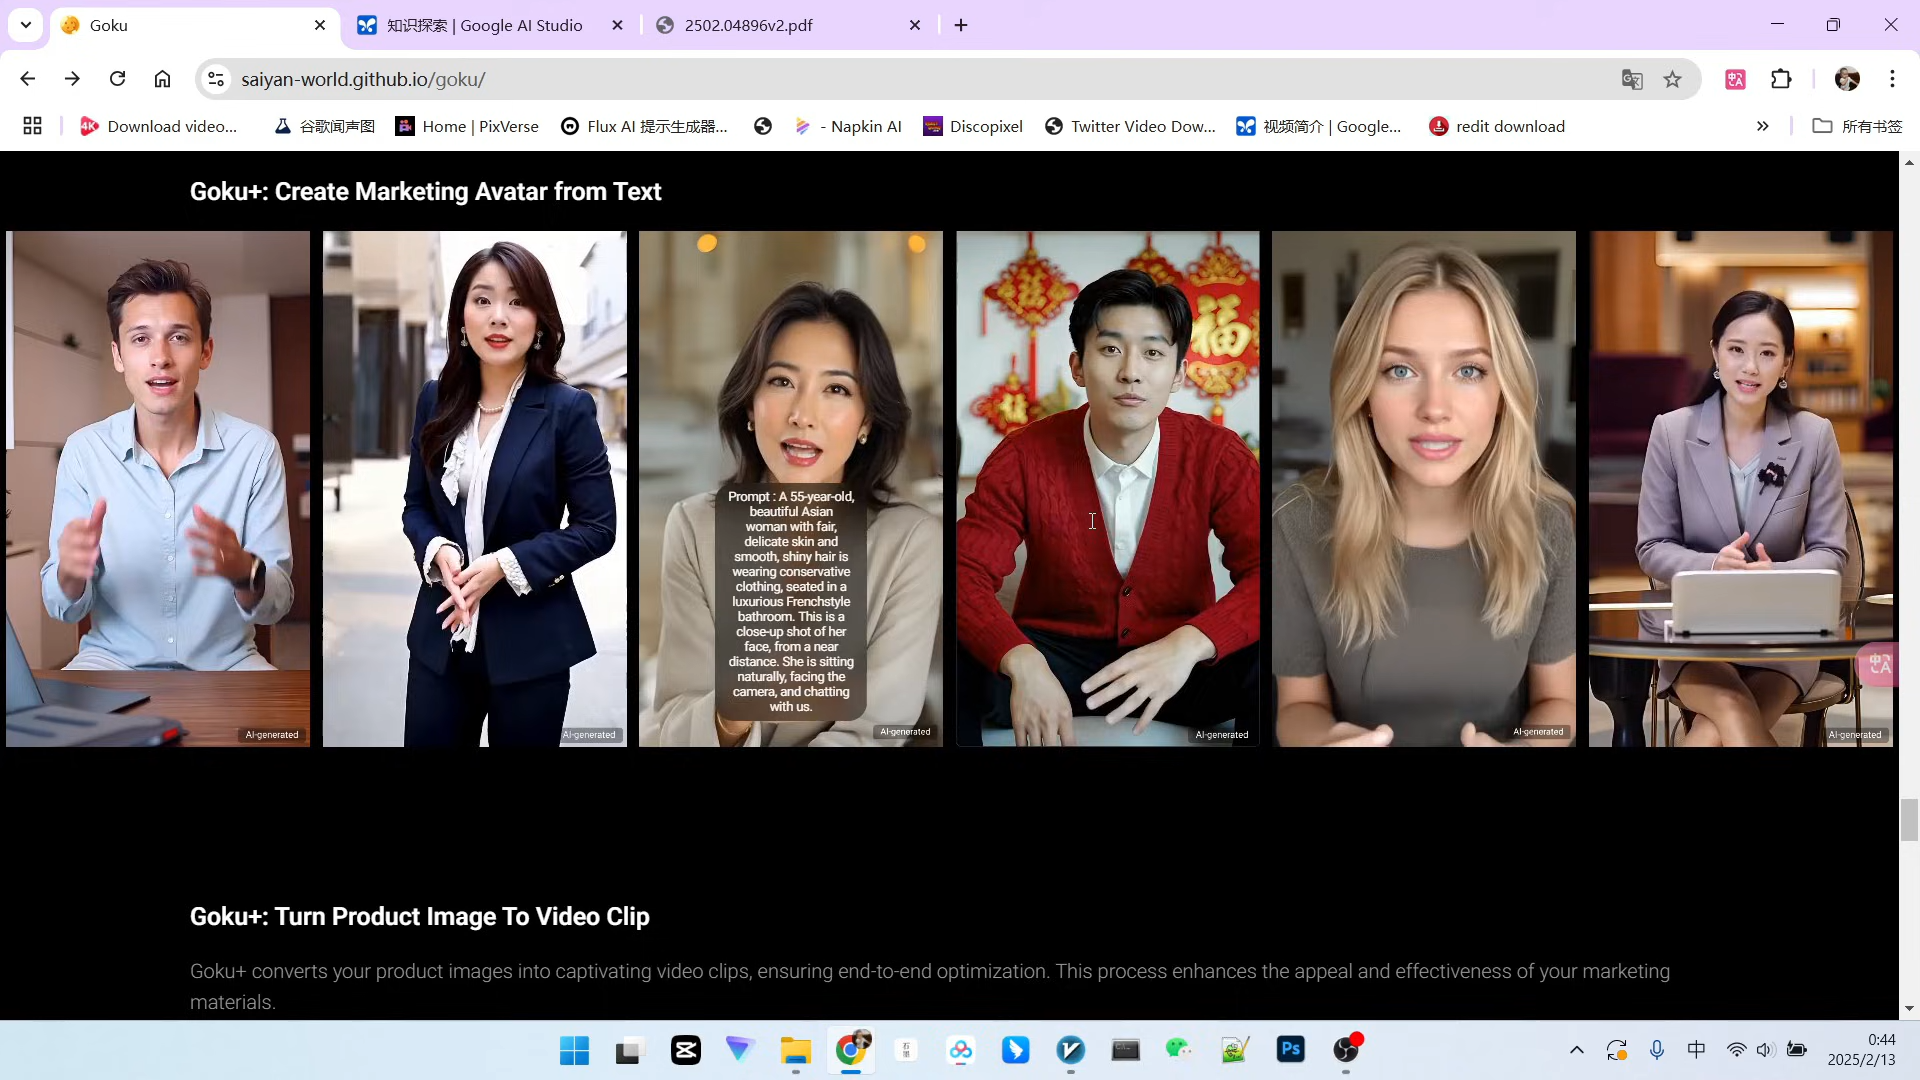 Goku
知识探索 | Google AI Studio
2502.04896v2.pdf
saiyan-world.github.io/goku/
Download video...
谷歌闻声图
Home | PixVerse
Flux AI 提示生成器...
- Napkin AI
Discopixel
Twitter Video Dow...
视频简介 | Google...
redit download
所有书签
Goku+: Create Marketing Avatar from Text
Prompt : A 55-year-old,
beautiful Asian
woman with fair,
delicate skin and
smooth, shiny hair is
wearing conservative
clothing, seated in a
luxurious Frenchstyle
bathroom. This is a
close-up shot of her
face, from a near
distance. She is sitting
naturally, facing the
camera, and chatting
with us.
AI-generated
AI-generated
AI-generated
AI-generated
AI-generated
AI-generated
福
Goku+: Turn Product Image To Video Clip
Goku+ converts your product images into captivating video clips, ensuring end-to-end optimization. This process enhances the appeal and effectiveness of your marketing
materials.
Ps
中
0:44
2025/2/13